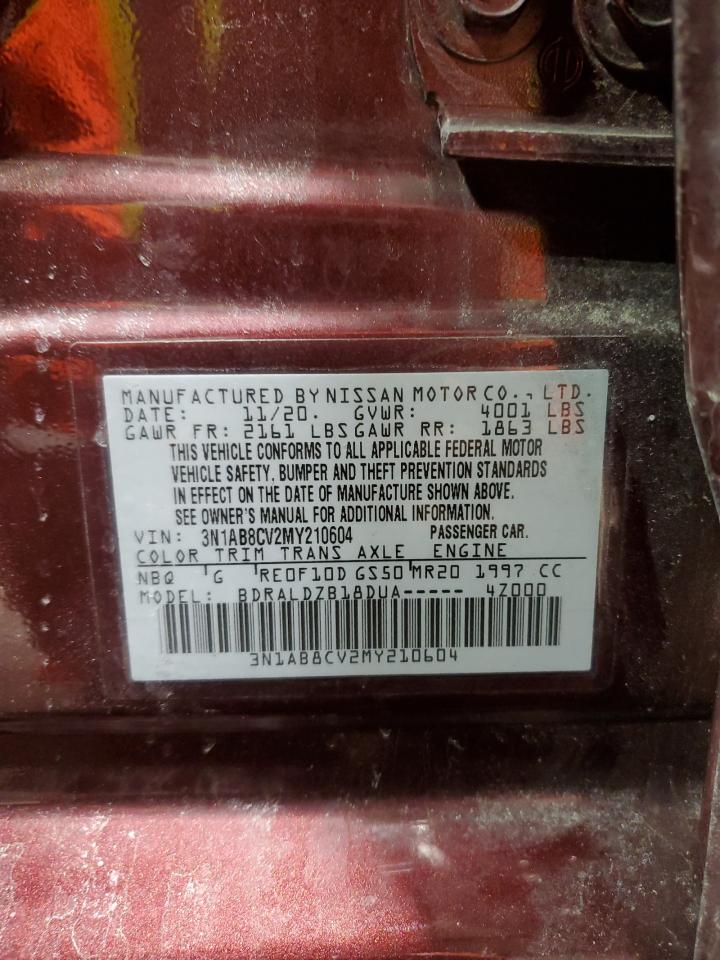 MANUFACTURED BY NISSAN MOTOR CO., LTD.
DATE: 11/20. GVWR: 4001 LBS
GAWR FR: 2161 LBS GAWR RR: 1863 LBS
THIS VEHICLE CONFORMS TO ALL APPLICABLE FEDERAL MOTOR
VEHICLE SAFETY, BUMPER AND THEFT PREVENTION STANDARDS
IN EFFECT ON THE DATE OF MANUFACTURE SHOWN ABOVE.
SEE OWNER'S MANUAL FOR ADDITIONAL INFORMATION.
VIN: 3N1AB8CV2MY210604 PASSENGER CAR.
COLOR TRIM TRANS AXLE ENGINE
NBQ G RE0F10D GS50 MR20 1997 CC
MODEL: BDRALDZB18DUA----- 4Z000
3N1AB8CV2MY210604